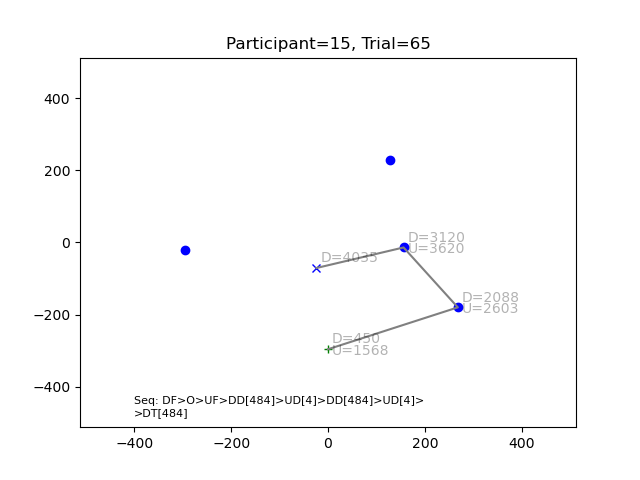 Participant=15, Trial=65
400
200
0
−200
−400
D=3120
U=3620
D=4035
D=2088
U=2603
D=450
U=1568
Seq: DF>O>UF>DD[484]>UD[4]>DD[484]>UD[4]>
>DT[484]
−400
−200
0
200
400